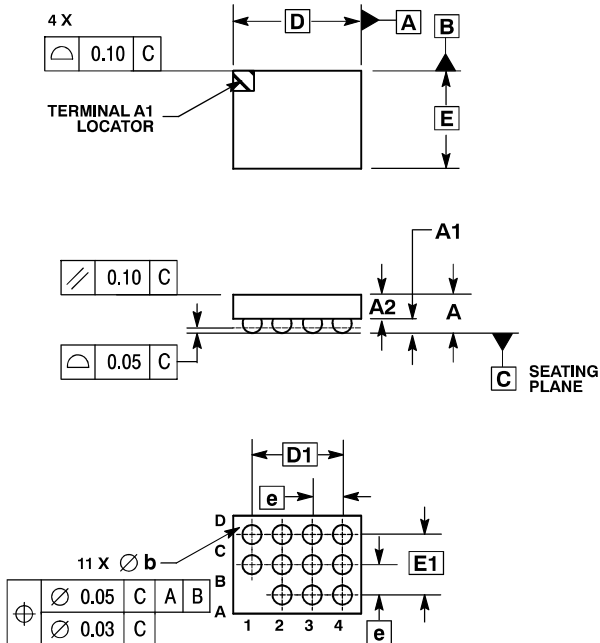 4 X
⌓ 0.10 C
D
A
B
TERMINAL A1
LOCATOR
E
A1
// 0.10 C
A2
A
⌓ 0.05 C
C
SEATING
PLANE
D1
e
D
C
B
A
11 X ∅ b
E1
⌖ ∅ 0.05 C A B
∅ 0.03 C
1 2 3 4
e